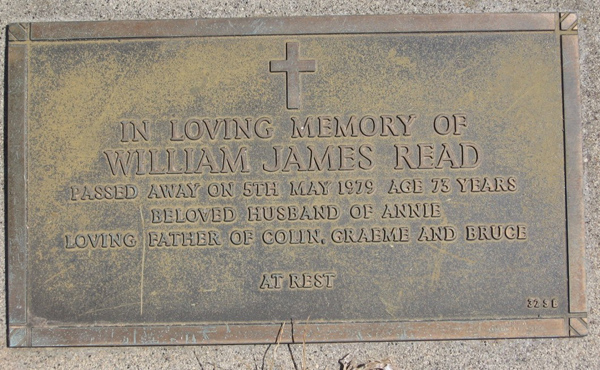 IN LOVING MEMORY OF
WILLIAM JAMES READ
PASSED AWAY ON 5TH MAY 1979 AGE 73 YEARS
BELOVED HUSBAND OF ANNIE
LOVING FATHER OF COLIN, GRAEME AND BRUCE
AT REST